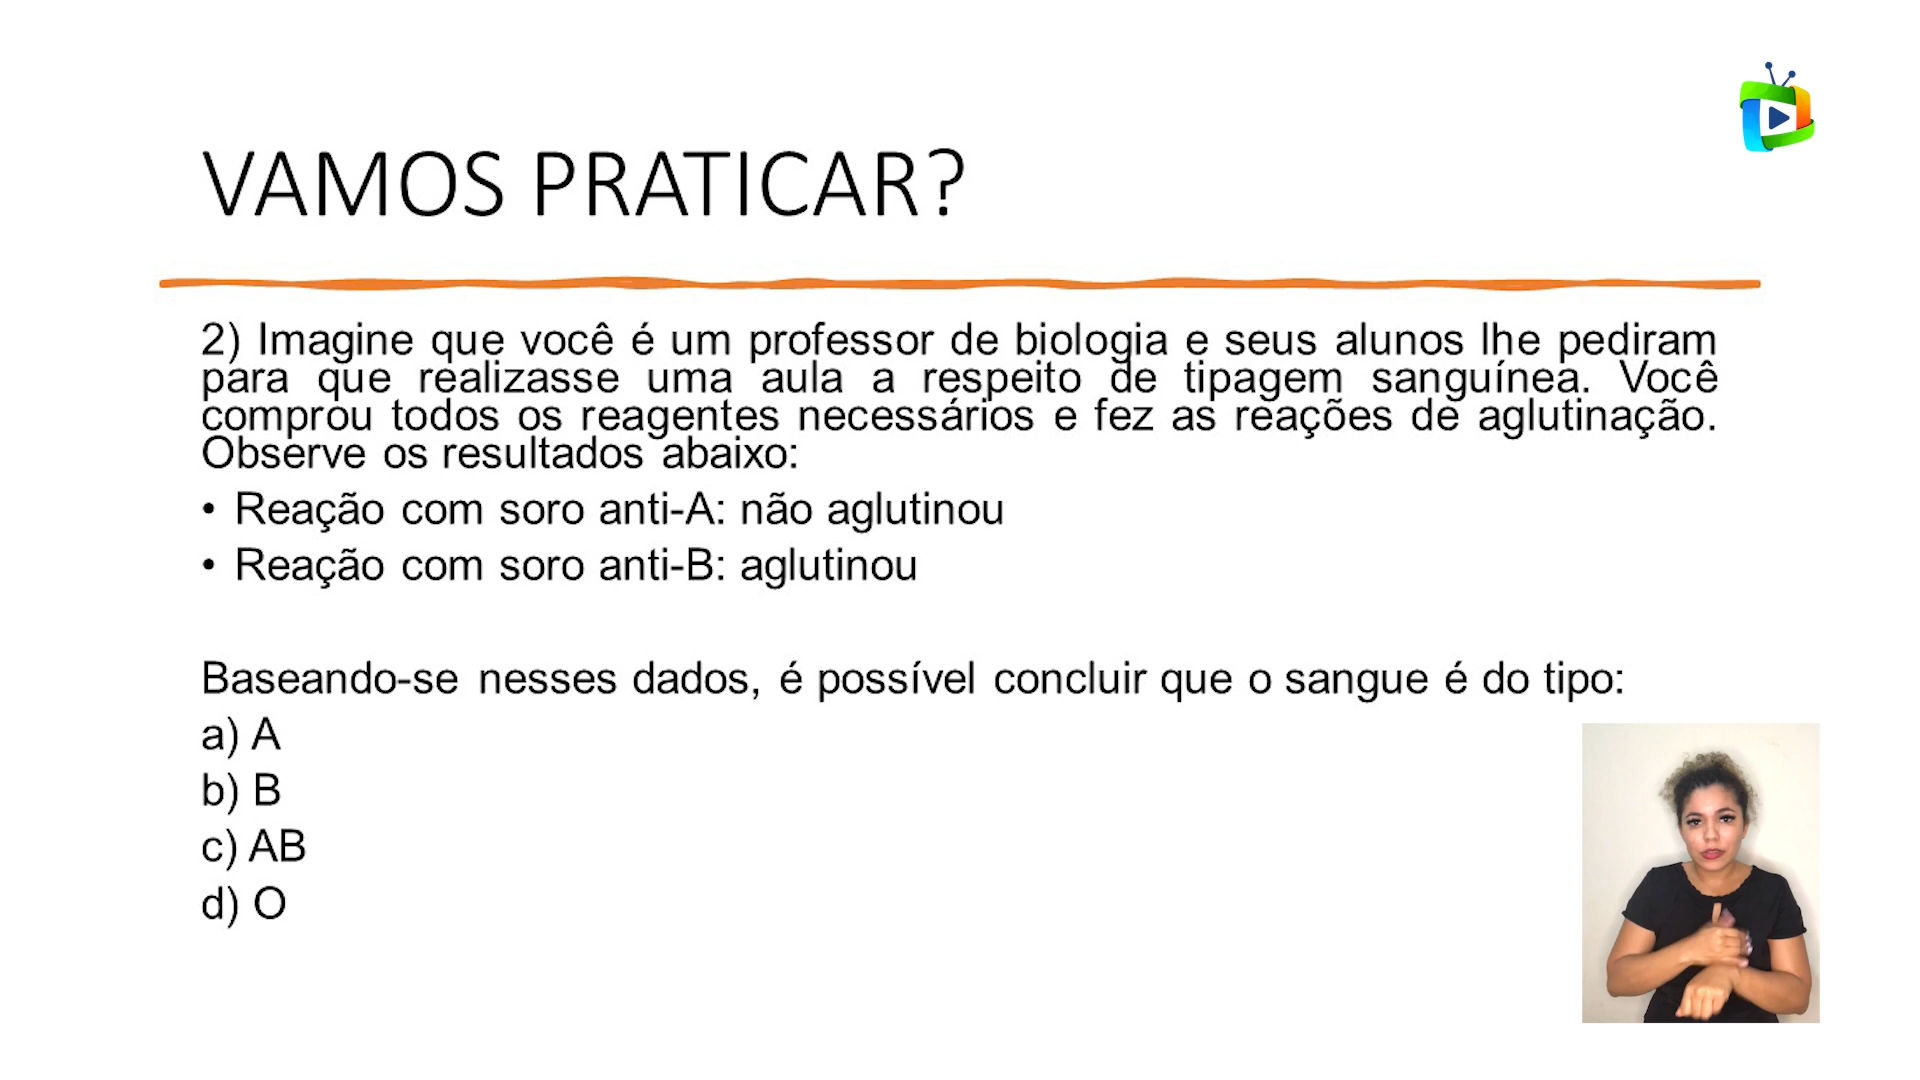 VAMOS PRATICAR?
2) Imagine que você é um professor de biologia e seus alunos lhe pediram
para que realizasse uma aula a respeito de tipagem sanguínea. Você
comprou todos os reagentes necessários e fez as reações de aglutinação.
Observe os resultados abaixo:
• Reação com soro anti-A: não aglutinou
• Reação com soro anti-B: aglutinou
Baseando-se nesses dados, é possível concluir que o sangue é do tipo:
a) A
b) B
c) AB
d) O